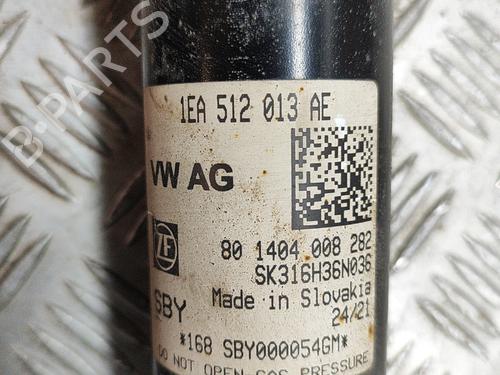 1EA 512 013 AE
VW AG
80 1404 008 282
ZF
SK316H36N036
Made in Slovakia
SBY
24/21
*168 SBY000054GM*
DO NOT OPEN GAS PRESSURE
B-PARTS